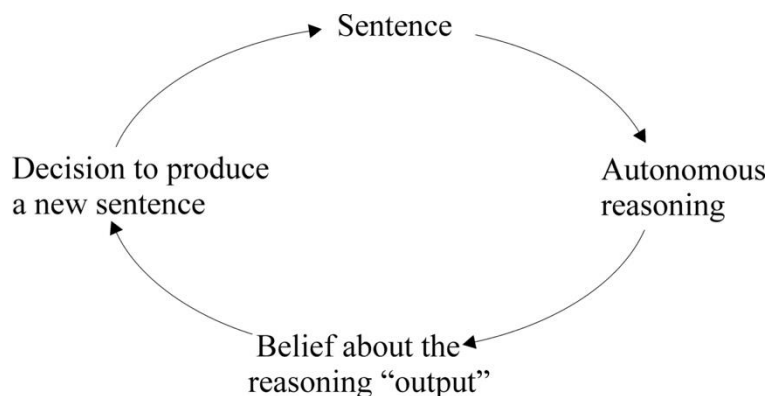 Sentence
Autonomous
reasoning
Belief about the
reasoning “output”
Decision to produce
a new sentence